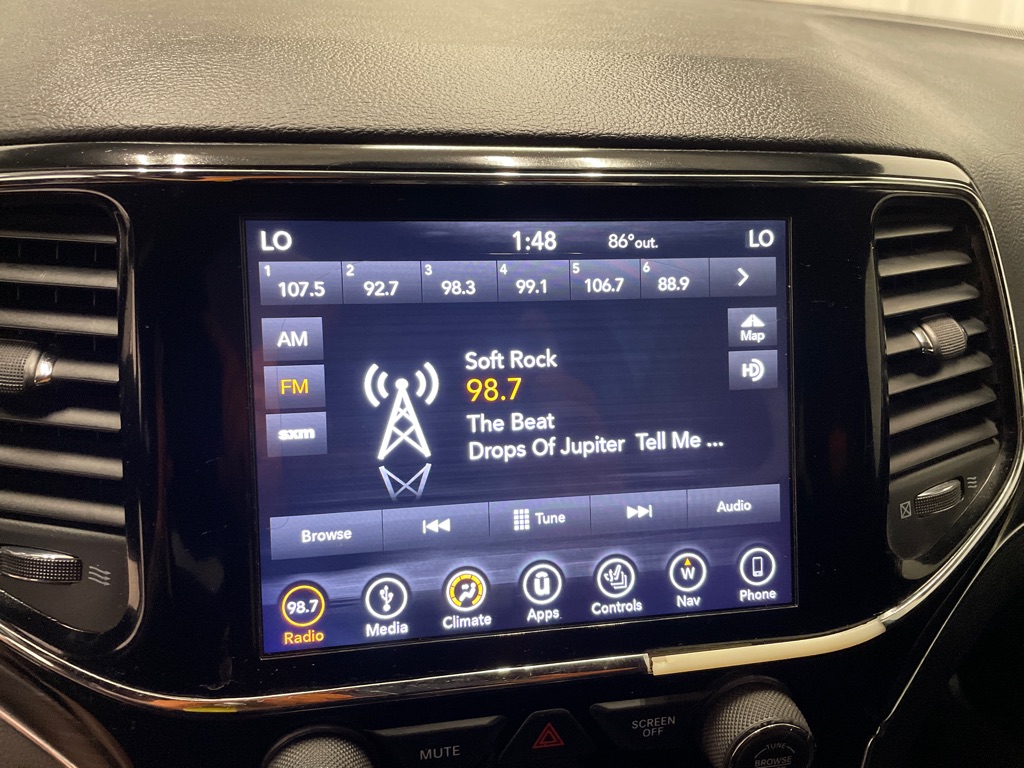 LO 1:48 86° out. LO
1 2 3 4 5 6
107.5 92.7 98.3 99.1 106.7 88.9
AM
Map
FM
HD
sxm
Soft Rock
98.7
The Beat
Drops Of Jupiter Tell Me ...
Browse Tune Audio
98.7 W
Radio Media Climate Apps Controls Nav Phone
MUTE
SCREEN
OFF
TUNE
BROWSE